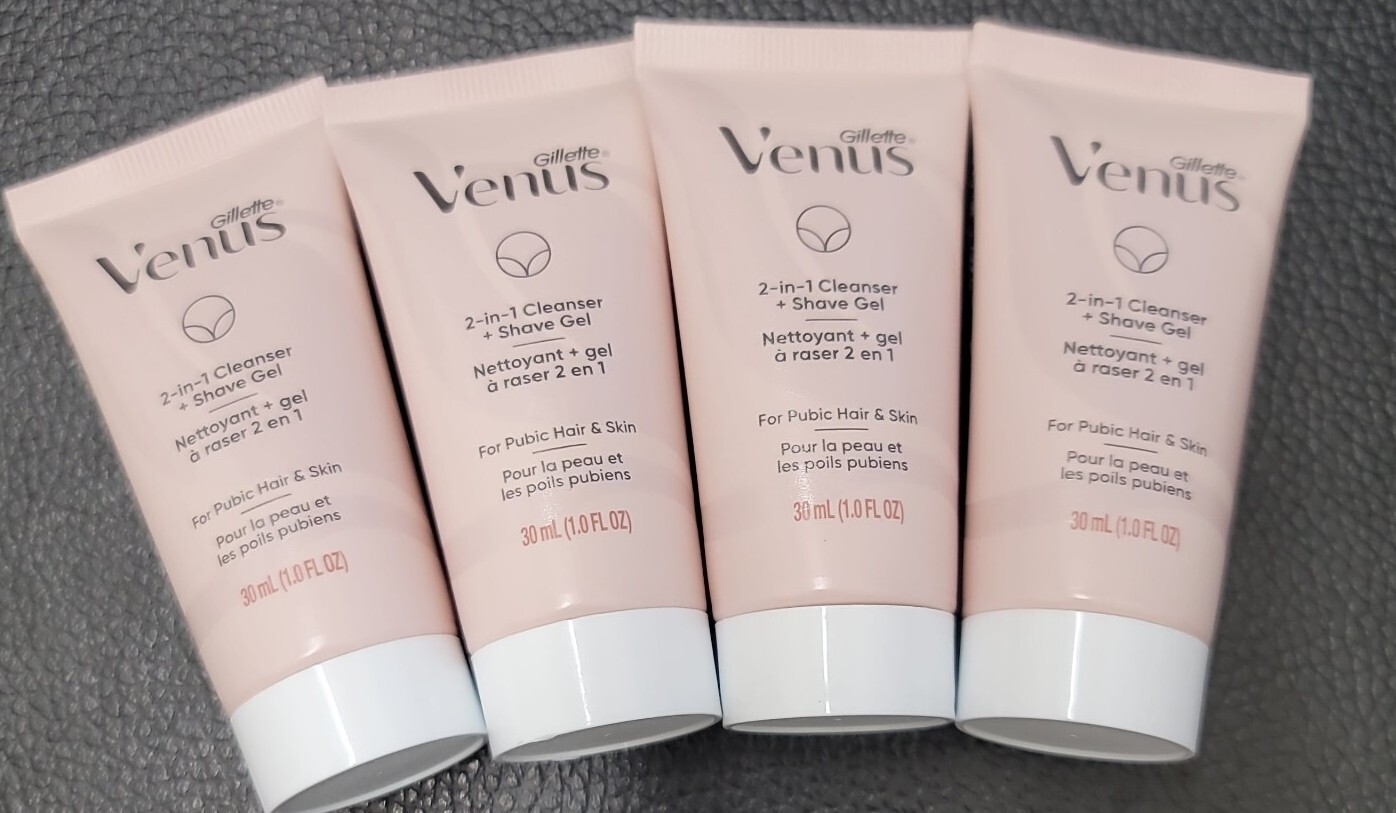 Gillette
Venus
2-in-1 Cleanser
+ Shave Gel
Nettoyant + gel
à raser 2 en 1
For Pubic Hair & Skin
Pour la peau et
les poils pubiens
30 mL (1.0 FL OZ)
Gillette
Venus
2-in-1 Cleanser
+ Shave Gel
Nettoyant + gel
à raser 2 en 1
For Pubic Hair & Skin
Pour la peau et
les poils pubiens
30 mL (1.0 FL OZ)
Gillette
Venus
2-in-1 Cleanser
+ Shave Gel
Nettoyant + gel
à raser 2 en 1
For Pubic Hair & Skin
Pour la peau et
les poils pubiens
30 mL (1.0 FL OZ)
Gillette
Venus
2-in-1 Cleanser
+ Shave Gel
Nettoyant + gel
à raser 2 en 1
For Pubic Hair & Skin
Pour la peau et
les poils pubiens
30 mL (1.0 FL OZ)